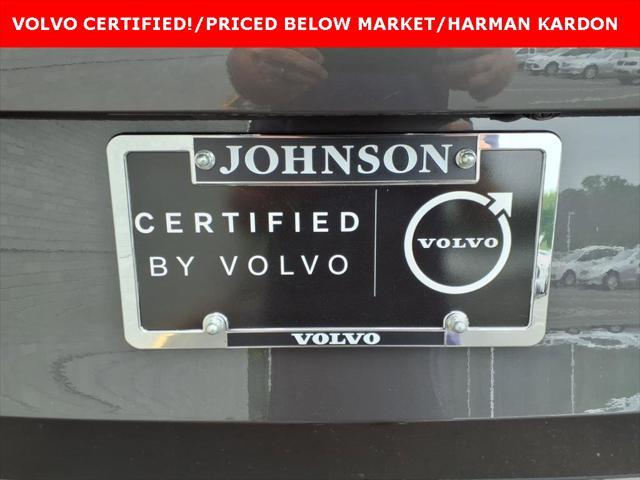 VOLVO CERTIFIED!/PRICED BELOW MARKET/HARMAN KARDON
JOHNSON
CERTIFIED
BY VOLVO
VOLVO
VOLVO